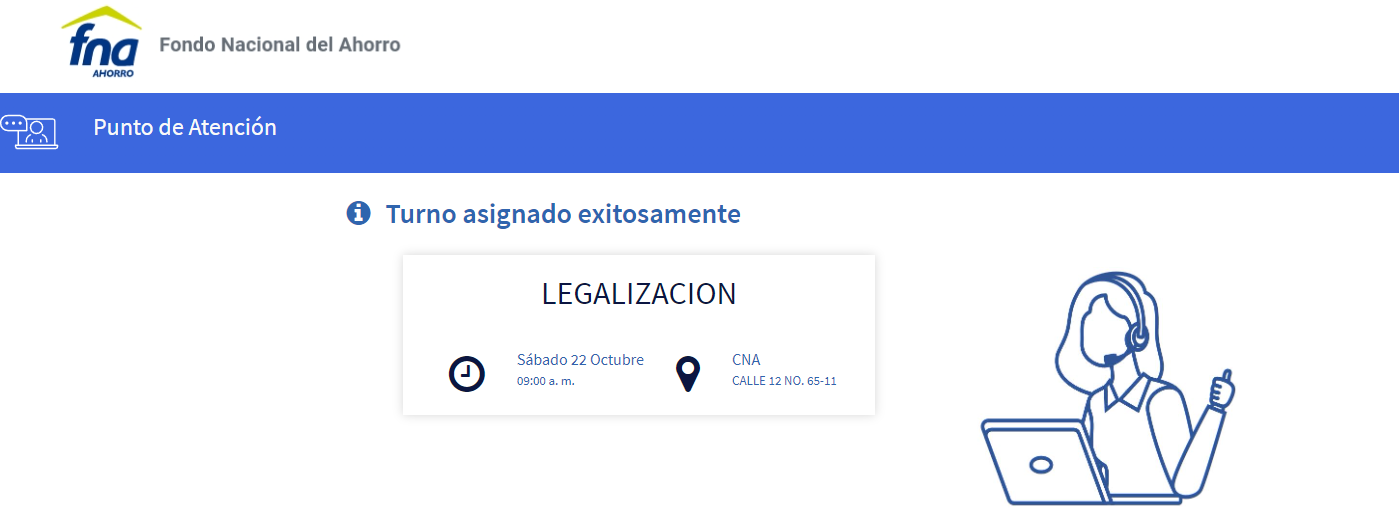 fna
AHORRO
Fondo Nacional del Ahorro
Punto de Atención
Turno asignado exitosamente
LEGALIZACION
Sábado 22 Octubre
09:00 a. m.
CNA
CALLE 12 NO. 65-11